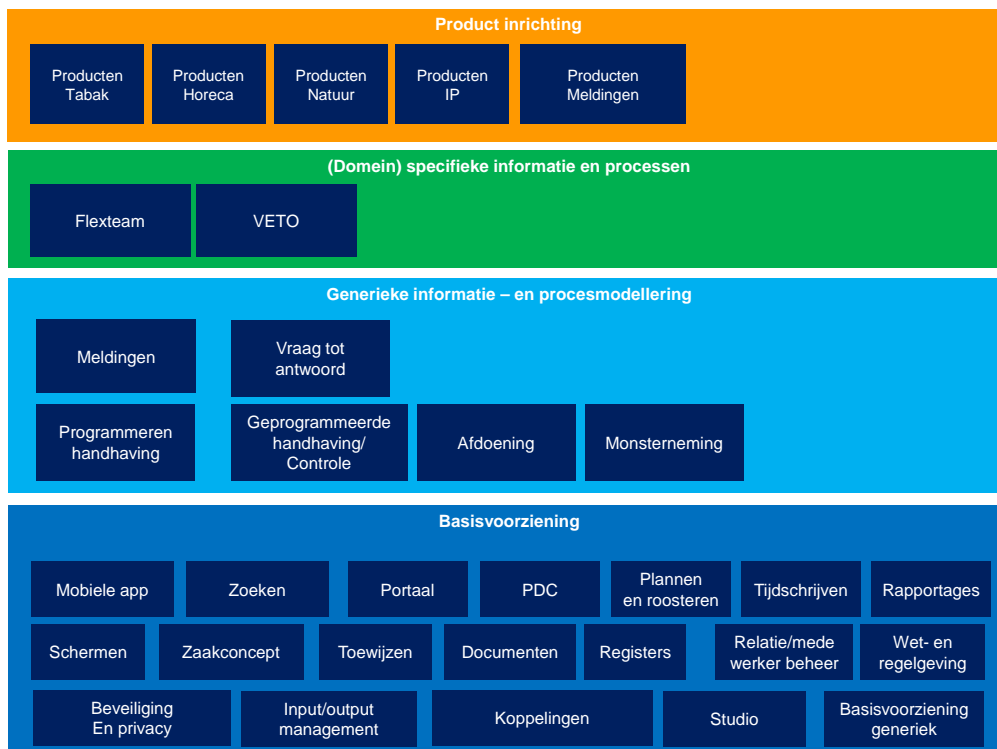 Product inrichting
Producten
Tabak
Producten
Horeca
Producten
Natuur
Producten
IP
Producten
Meldingen
(Domein) specifieke informatie en processen
Flexteam
VETO
Generieke informatie – en procesmodellering
Meldingen
Vraag tot
antwoord
Programmeren
handhaving
Geprogrammeerde
handhaving/
Controle
Afdoening
Monsterneming
Basisvoorziening
Mobiele app
Zoeken
Portaal
PDC
Plannen
en roosteren
Tijdschrijven
Rapportages
Schermen
Zaakconcept
Toewijzen
Documenten
Registers
Relatie/mede
werker beheer
Wet- en
regelgeving
Beveiliging
En privacy
Input/output
management
Koppelingen
Studio
Basisvoorziening
generiek